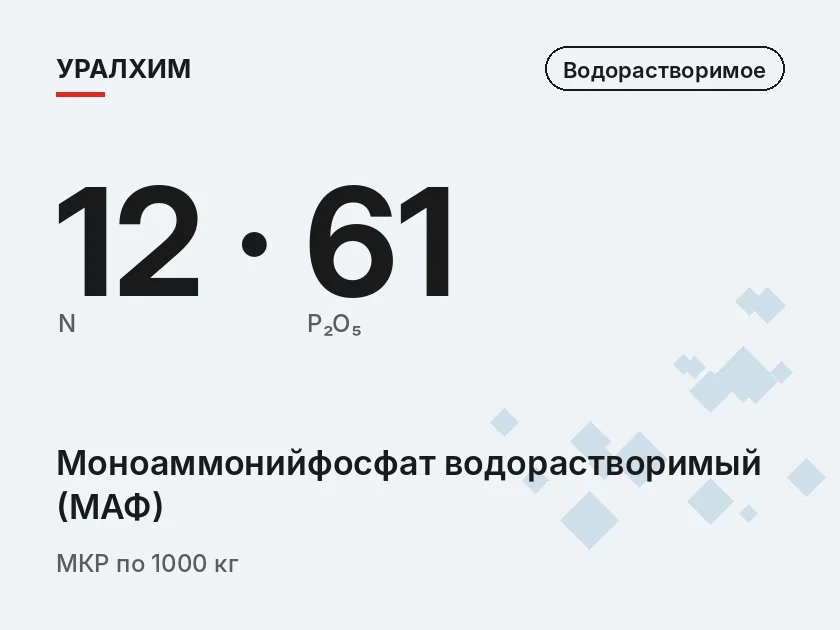 УРАЛХИМ
Водорастворимое
12 · 61
N
P₂O₅
Моноаммонийфосфат водорастворимый
(МАФ)
МКР по 1000 кг